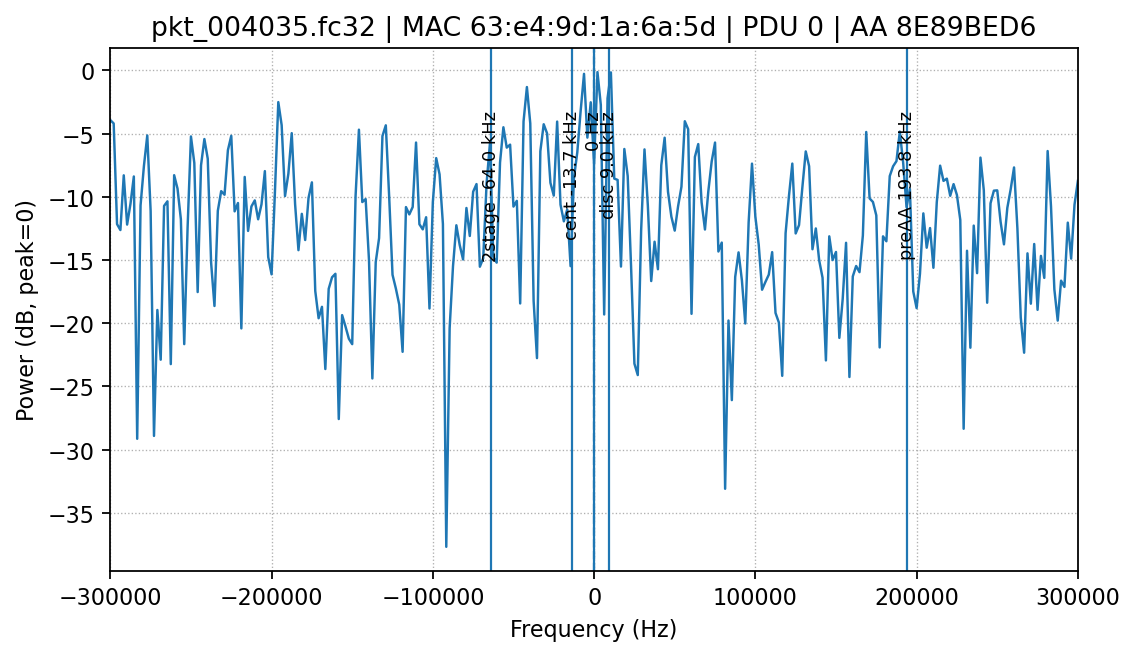 pkt_004035.fc32 | MAC 63:e4:9d:1a:6a:5d | PDU 0 | AA 8E89BED6
Power (dB, peak=0)
0
−5
−10
−15
−20
−25
−30
−35
2stage -64.0 kHz
cent -13.7 kHz
0 Hz
disc 9.0 kHz
preAA 193.8 kHz
−300000
−200000
−100000
0
100000
200000
300000
Frequency (Hz)